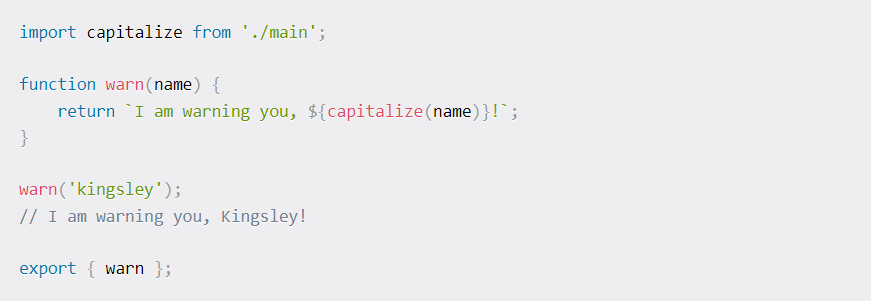 import capitalize from './main';
function warn(name) {
    return `I am warning you, ${capitalize(name)}!`;
}
warn('kingsley');
// I am warning you, Kingsley!
export { warn };